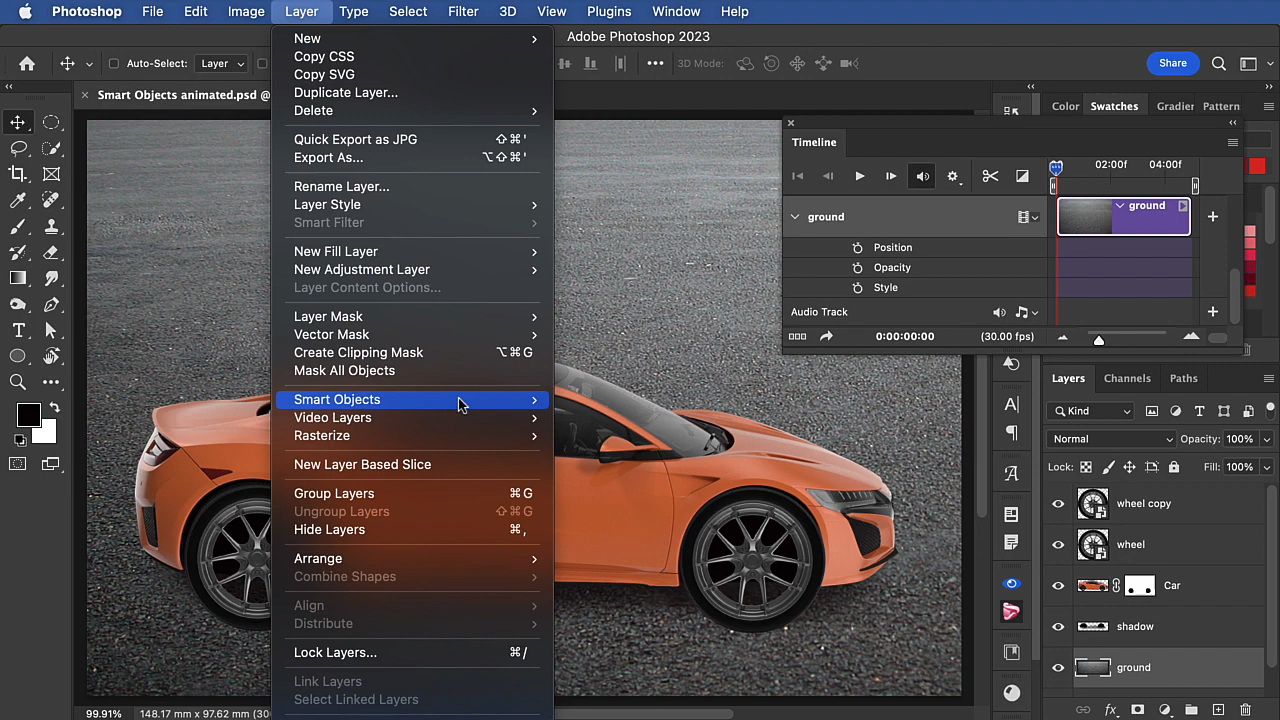 Photoshop File Edit Image Layer Type Select Filter 3D View Plugins Window Help
Adobe Photoshop 2023
Auto-Select: Layer 3D Mode: Share
Smart Objects animated.psd @
New
Copy CSS
Copy SVG
Duplicate Layer...
Delete
Quick Export as JPG ⇧⌘'
Export As... ⌥⇧⌘'
Rename Layer...
Layer Style
Smart Filter
New Fill Layer
New Adjustment Layer
Layer Content Options...
Layer Mask
Vector Mask
Create Clipping Mask ⌥⌘G
Mask All Objects
Smart Objects
Video Layers
Rasterize
New Layer Based Slice
Group Layers ⌘G
Ungroup Layers ⇧⌘G
Hide Layers ⌘,
Arrange
Combine Shapes
Align
Distribute
Lock Layers... ⌘/
Link Layers
Select Linked Layers
Color Swatches Gradier Pattern
Timeline
02:00f 04:00f
ground ground
Position
Opacity
Style
Audio Track
0:00:00:00 (30.00 fps)
Layers Channels Paths
Kind
Normal Opacity: 100%
Lock: Fill: 100%
wheel copy
wheel
Car
shadow
ground
99.91% 148.17 mm x 97.62 mm (30